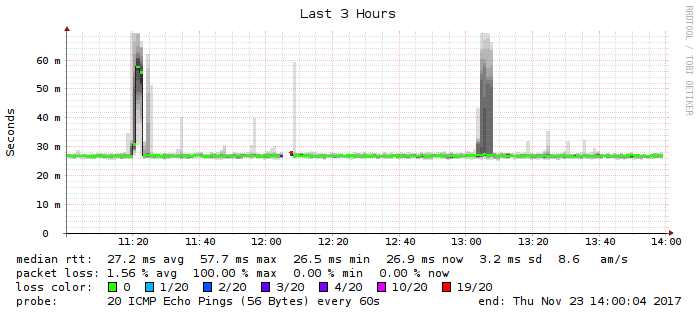 Last 3 Hours
RRDTOOL / TOBI OETIKER
Seconds
60 m
50 m
40 m
30 m
20 m
10 m
0
11:20 11:40 12:00 12:20 12:40 13:00 13:20 13:40 14:00
median rtt: 27.2 ms avg 57.7 ms max 26.5 ms min 26.9 ms now 3.2 ms sd 8.6 am/s
packet loss: 1.56 % avg 100.00 % max 0.00 % min 0.00 % now
loss color: 0 1/20 2/20 3/20 4/20 10/20 19/20
probe: 20 ICMP Echo Pings (56 Bytes) every 60s end: Thu Nov 23 14:00:04 2017